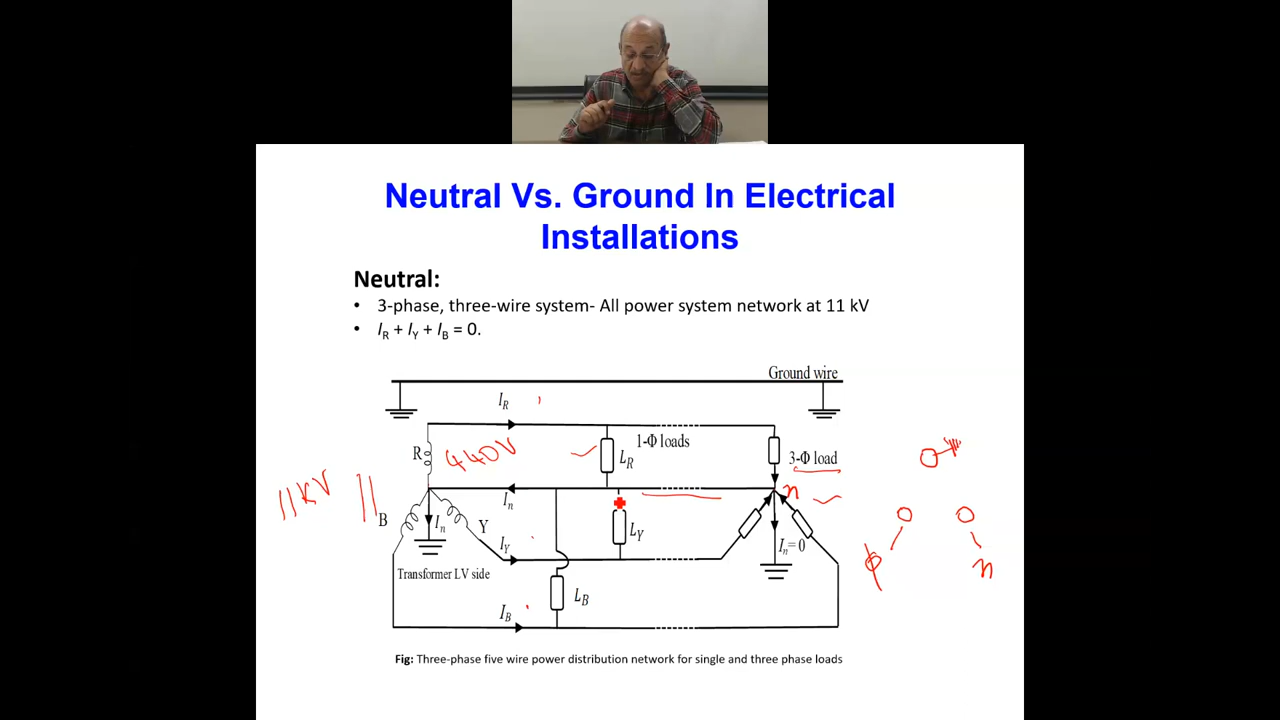 Neutral Vs. Ground In Electrical
Installations
Neutral:
• 3-phase, three-wire system- All power system network at 11 kV
• IR + IY + IB = 0.
Ground wire
IR
R
440V
1-Φ loads
LR
3-Φ load
11KV
In
n
B
In
Y
IY
LY
In=0
ϕ
n
Transformer LV side
IB
LB
Fig: Three-phase five wire power distribution network for single and three phase loads